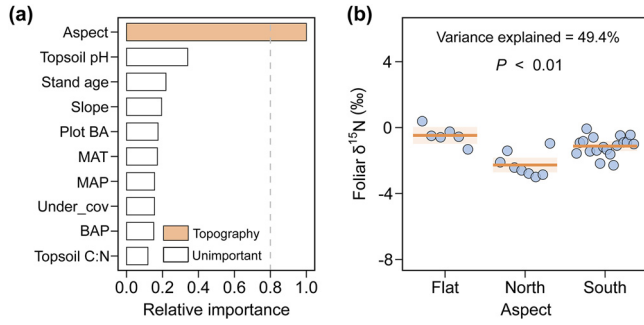 (a)
Aspect
Topsoil pH
Stand age
Slope
Plot BA
MAT
MAP
Under_cov
BAP
Topsoil C:N
Topography
Unimportant
0.0 0.2 0.4 0.6 0.8 1.0
Relative importance
(b)
Variance explained = 49.4%
P < 0.01
Foliar δ¹⁵N (‰)
0
-4
-8
Flat North South
Aspect